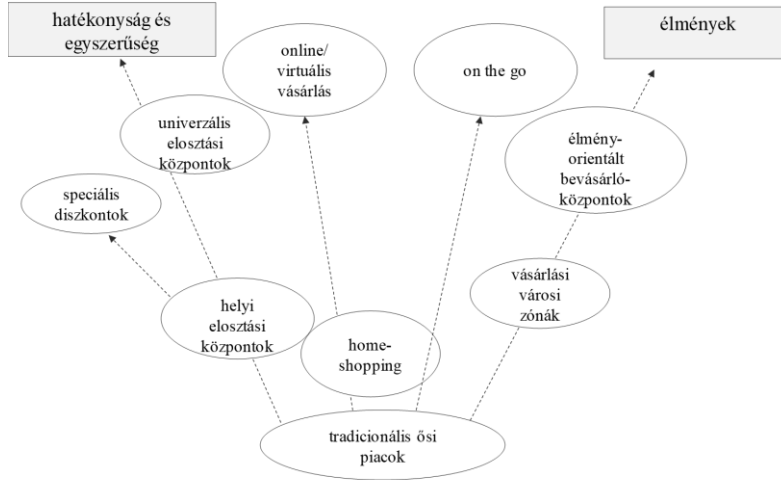 hatékonyság és
egyszerűség
online/
virtuális
vásárlás
on the go
élmények
univerzális
elosztási
központok
élmény-
orientált
bevásárló-
központok
speciális
diszkontok
vásárlási
városi
zónák
helyi
elosztási
központok
home-
shopping
tradicionális ősi
piacok